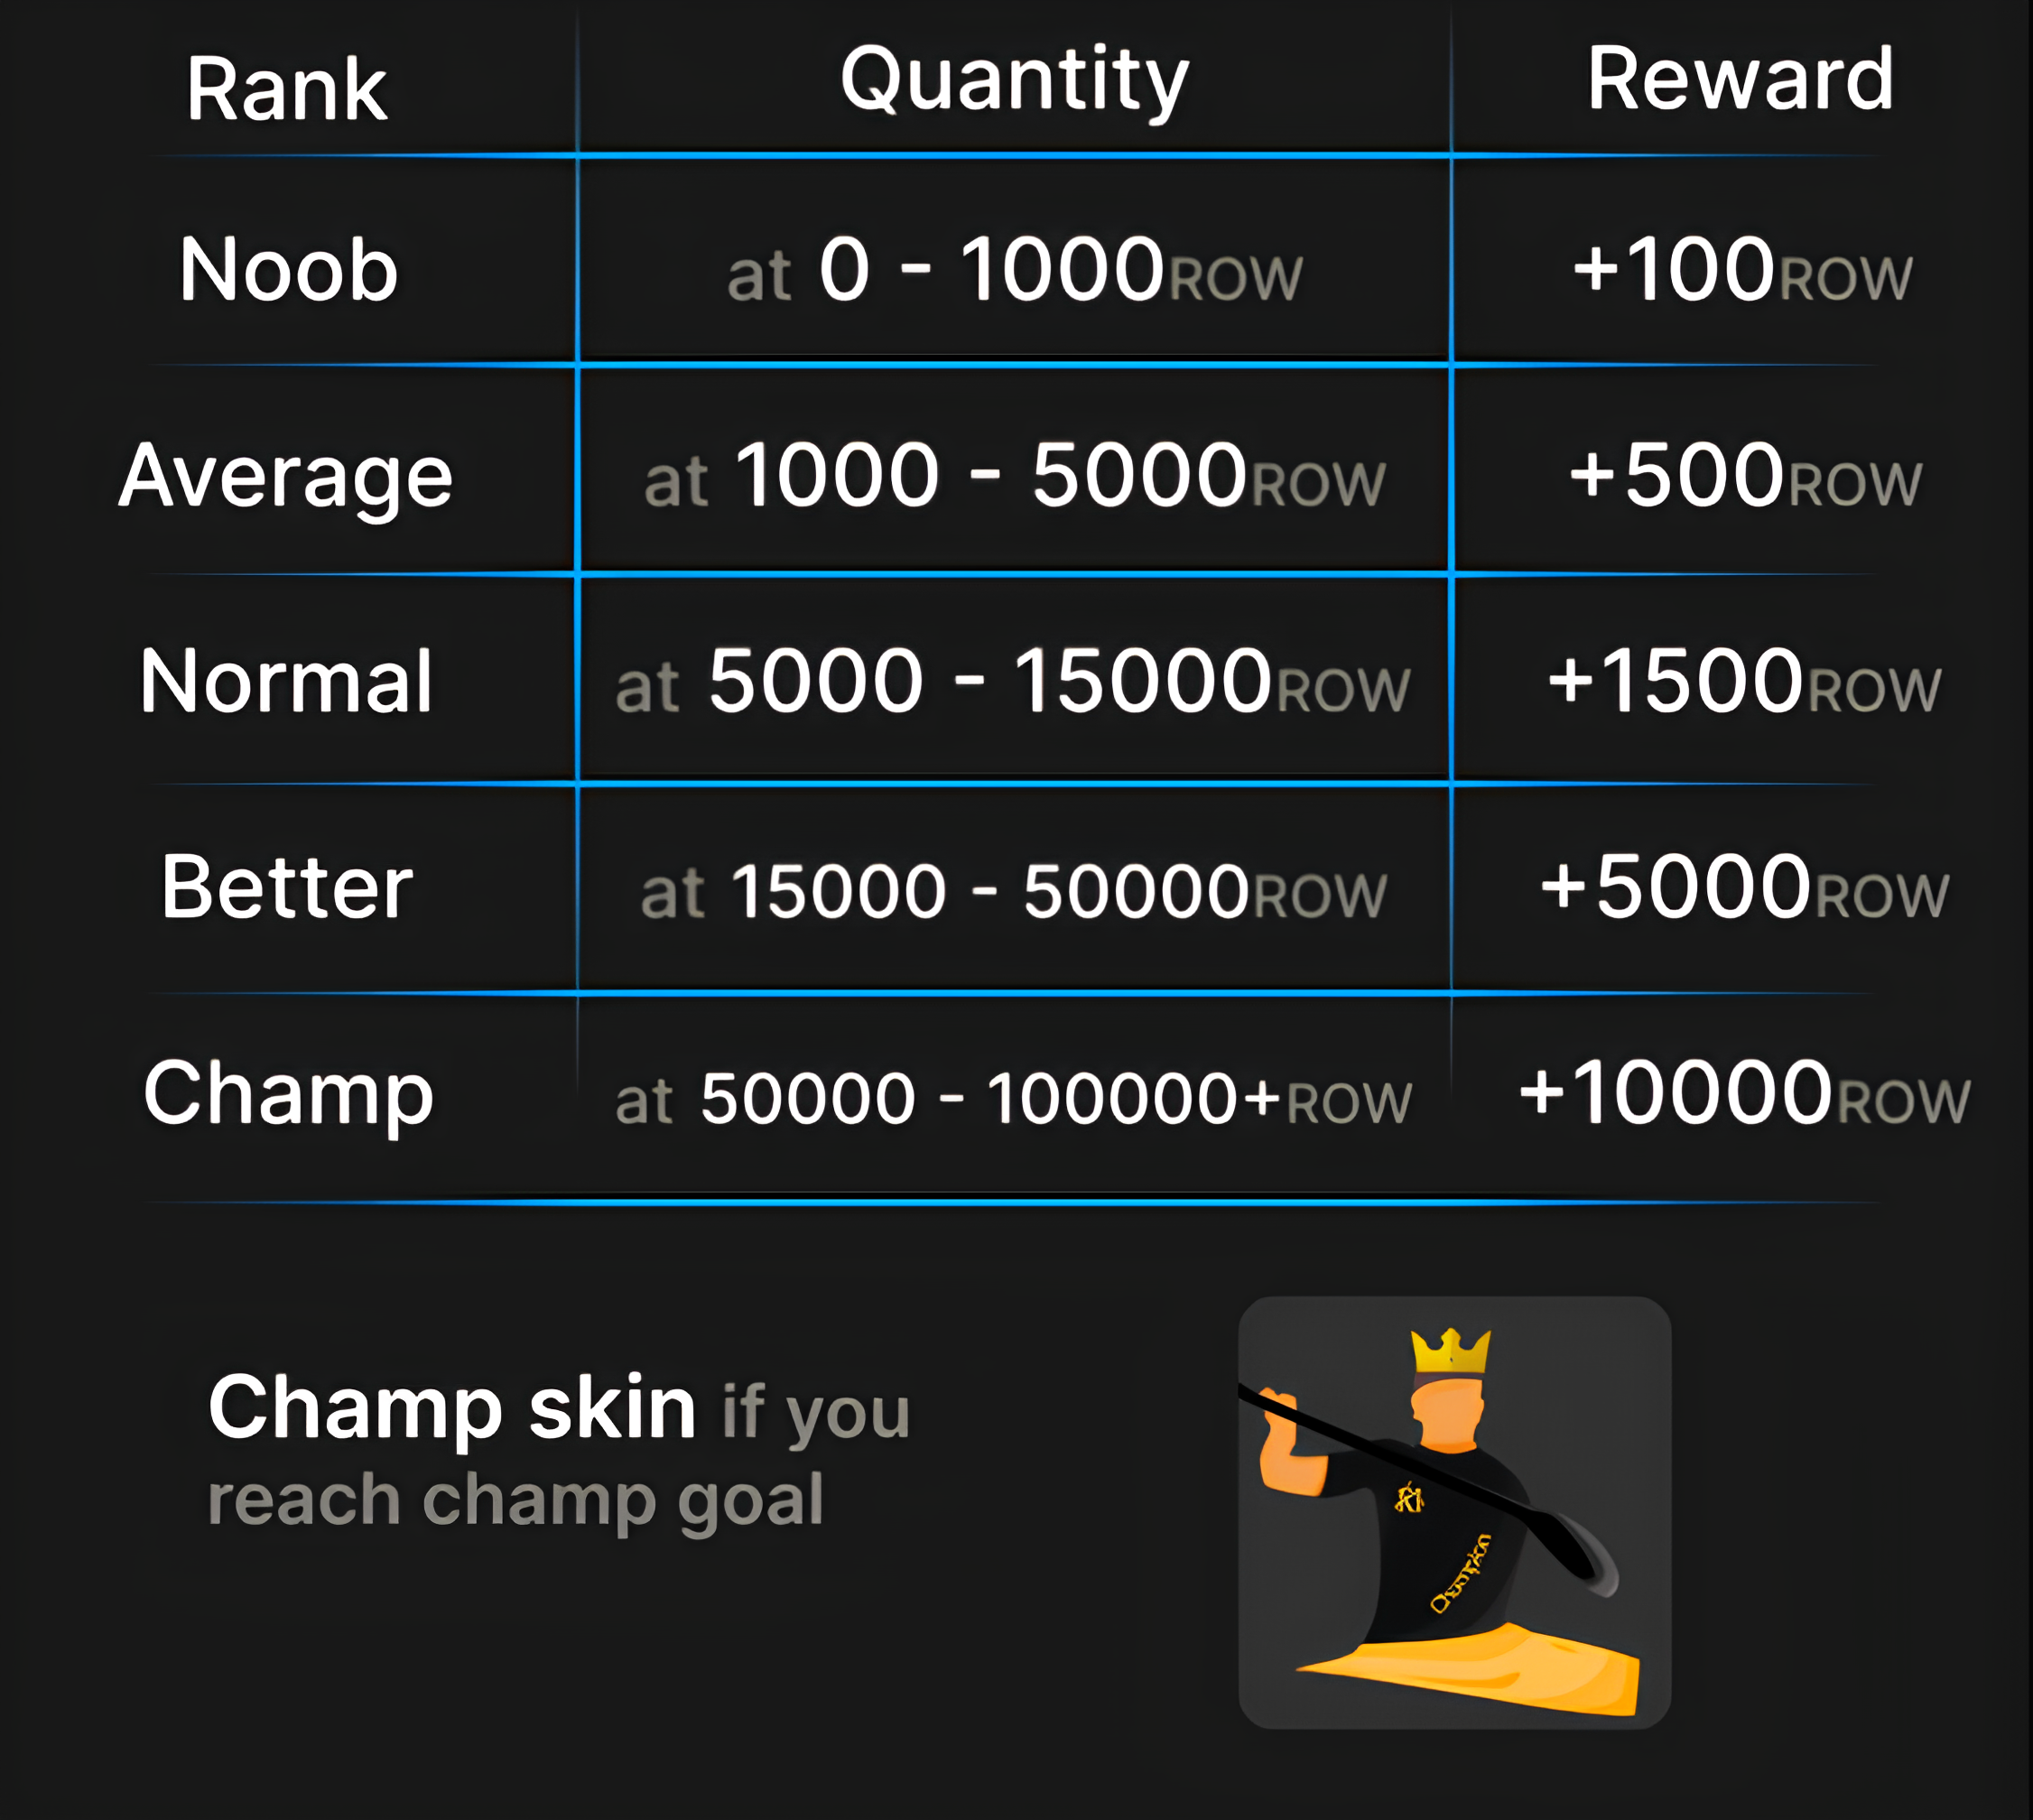 Rank Quantity Reward
Noob at 0 - 1000ROW +100ROW
Average at 1000 - 5000ROW +500ROW
Normal at 5000 - 15000ROW +1500ROW
Better at 15000 - 50000ROW +5000ROW
Champ at 50000 - 100000+ROW +10000ROW
Champ skin if you
reach champ goal